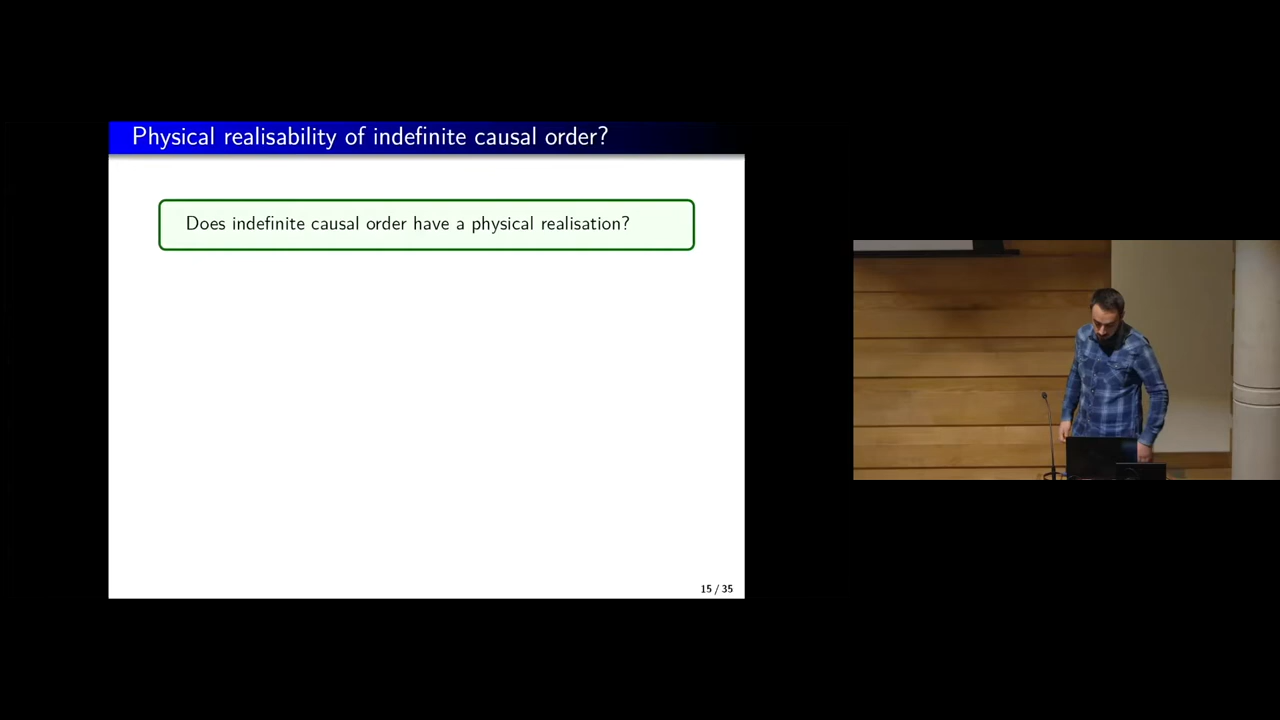 Physical realisability of indefinite causal order?
Does indefinite causal order have a physical realisation?
15 / 35